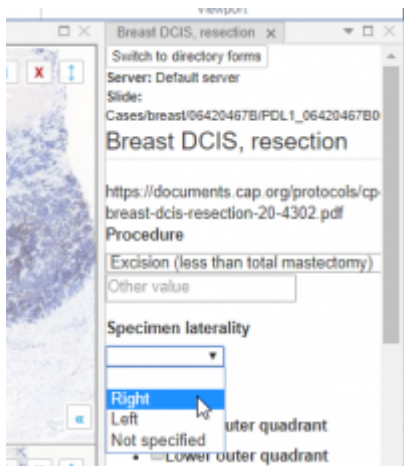 viewport
Breast DCIS, resection x
Switch to directory forms
Server: Default server
Slide:
Cases/breast/06420467B/PDL1_06420467B0
Breast DCIS, resection
https://documents.cap.org/protocols/cp
breast-dcis-resection-20-4302.pdf
Procedure
Excision (less than total mastectomy)
Other value
Specimen laterality
Right
Left
uter quadrant
Not specified
Lower outer quadrant
X
«